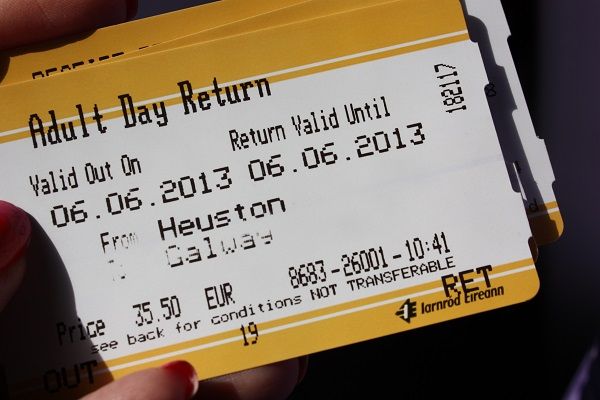 RECEIPT
Adult Day Return
182117
Valid Out On Return Valid Until
06.06.2013 06.06.2013
From Heuston
To Galway
8683-26001-10:41
Price 35.50 EUR
see back for conditions NOT TRANSFERABLE
RET
Iarnród Éireann
19
OUT